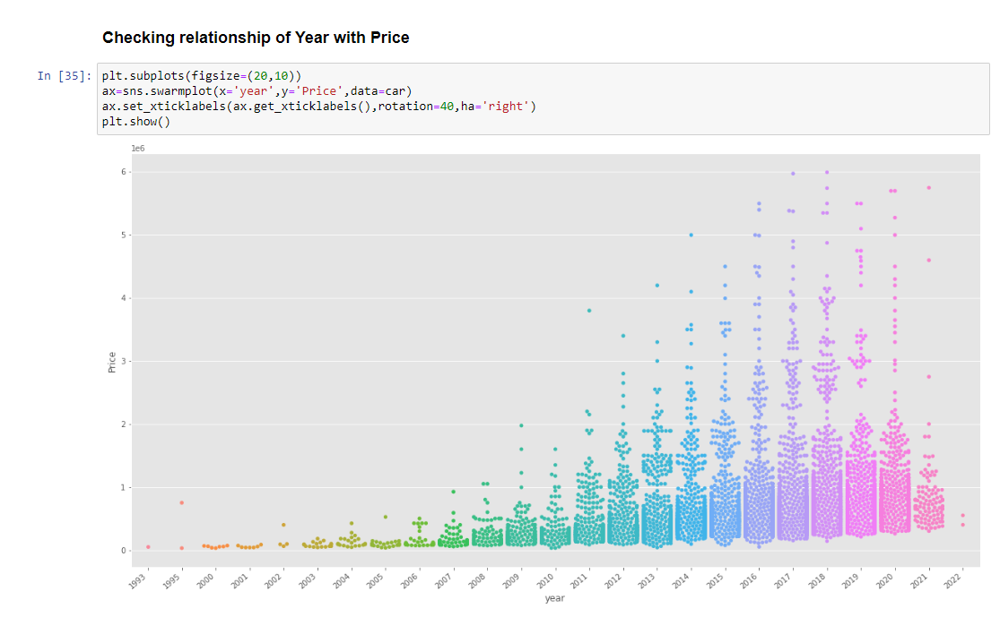 Checking relationship of Year with Price
In [35]:
plt.subplots(figsize=(20,10))
ax=sns.swarmplot(x='year',y='Price',data=car)
ax.set_xticklabels(ax.get_xticklabels(),rotation=40,ha='right')
plt.show()
1e6
6
5
4
3
2
1
0
Price
1993 1995 2000 2001 2002 2003 2004 2005 2006 2007 2008 2009 2010 2011 2012 2013 2014 2015 2016 2017 2018 2019 2020 2021 2022
year